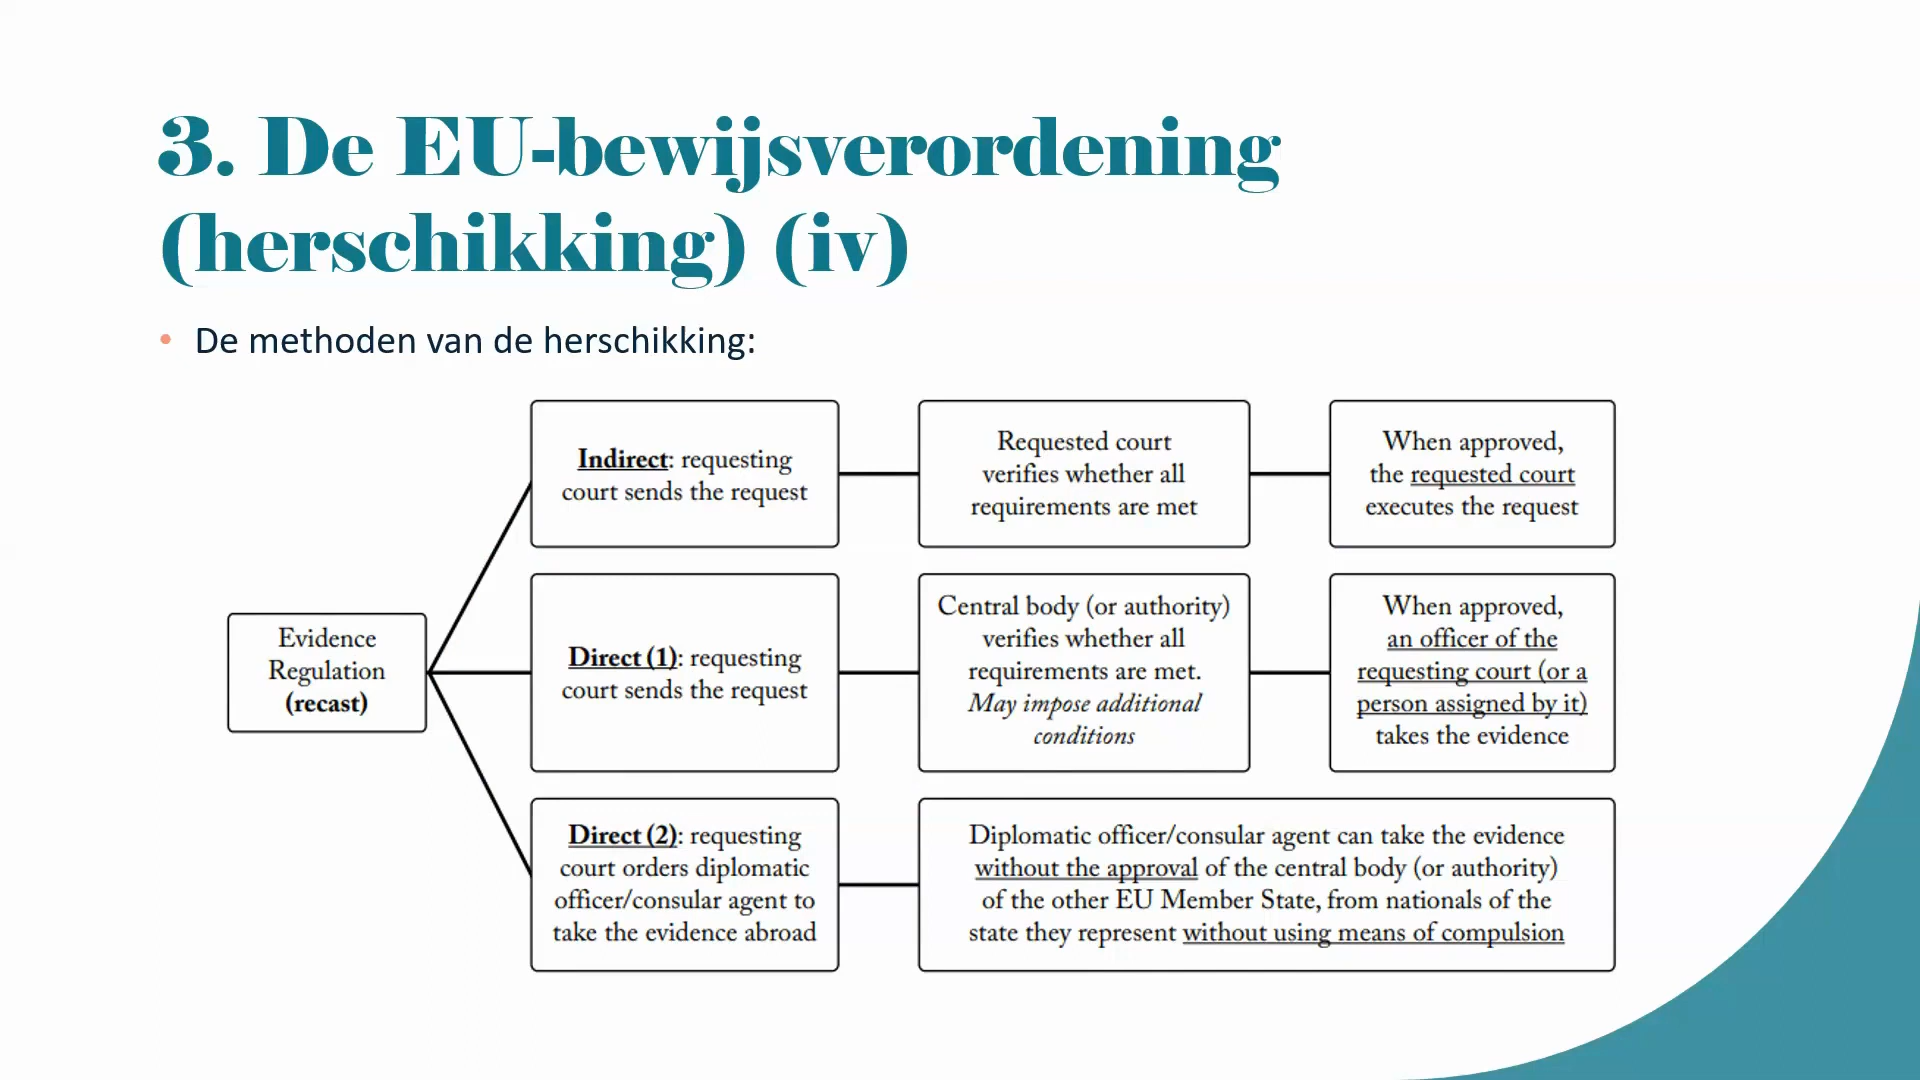 3. De EU-bewijsverordening
(herschikking) (iv)
• De methoden van de herschikking:
Indirect: requesting
court sends the request
Requested court
verifies whether all
requirements are met
When approved,
the requested court
executes the request
Evidence
Regulation
(recast)
Direct (1): requesting
court sends the request
Central body (or authority)
verifies whether all
requirements are met.
May impose additional
conditions
When approved,
an officer of the
requesting court (or a
person assigned by it)
takes the evidence
Direct (2): requesting
court orders diplomatic
officer/consular agent to
take the evidence abroad
Diplomatic officer/consular agent can take the evidence
without the approval of the central body (or authority)
of the other EU Member State, from nationals of the
state they represent without using means of compulsion